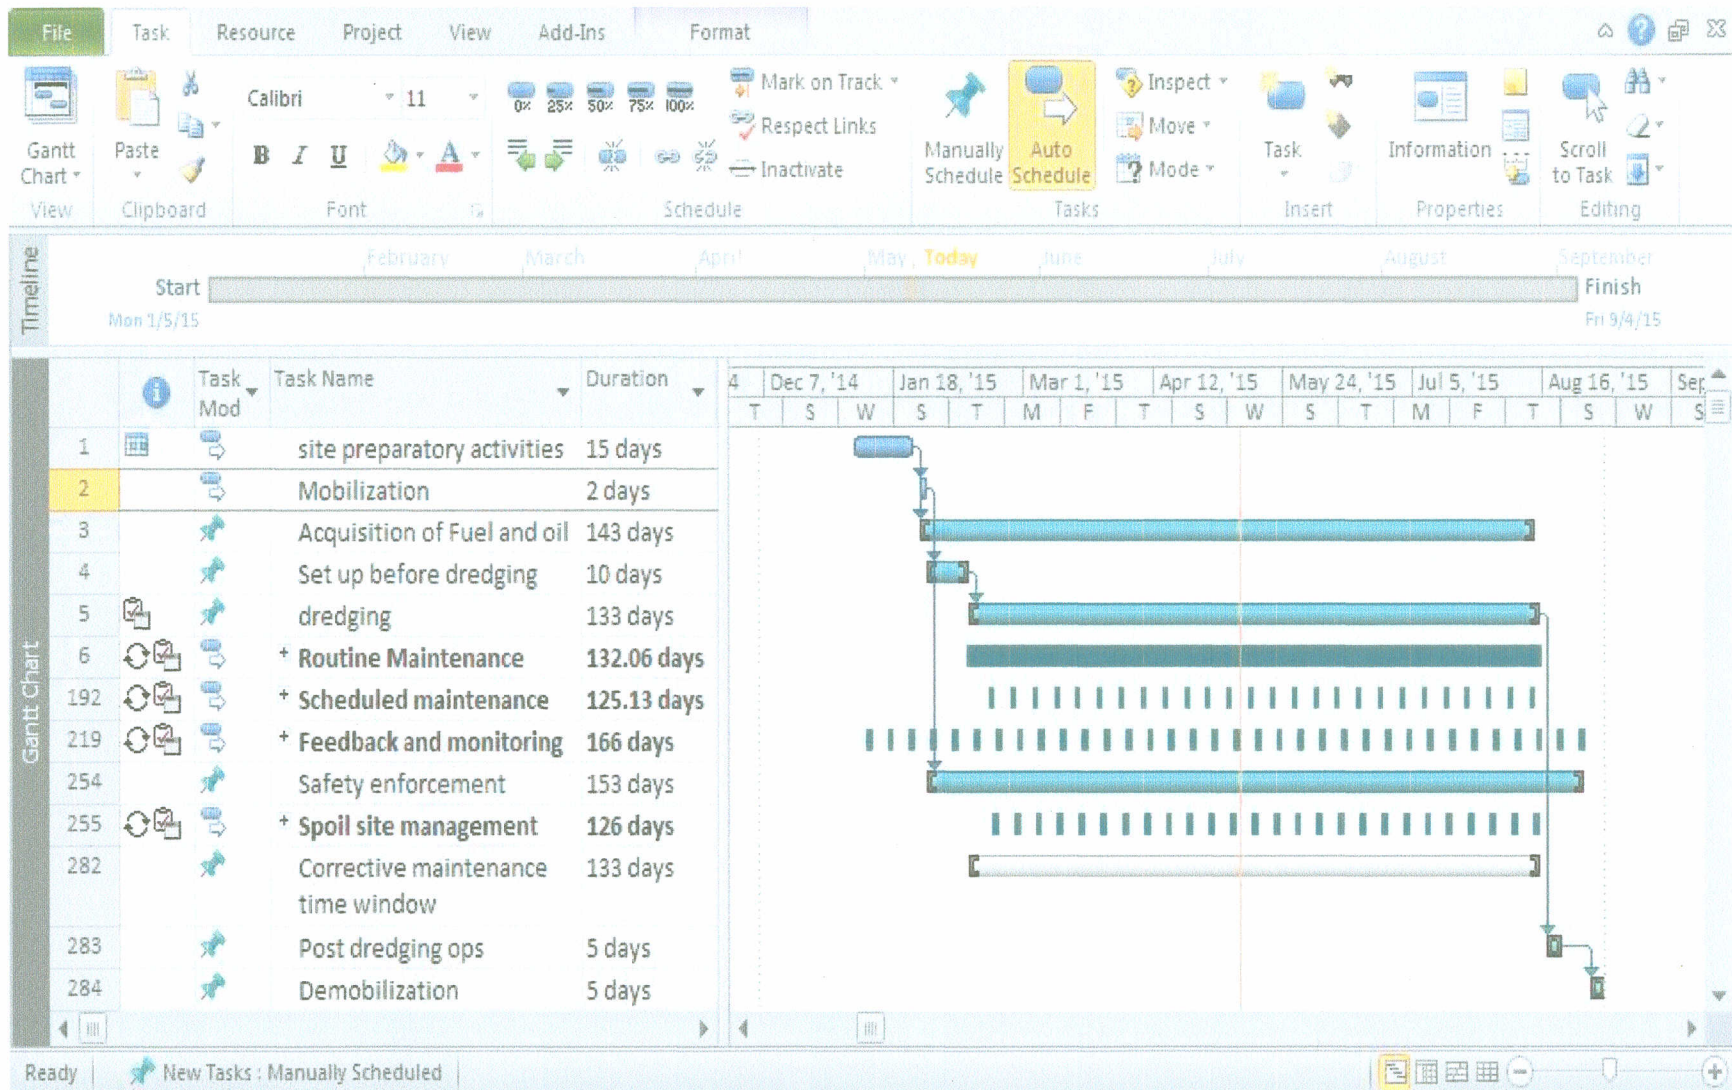 File Task Resource Project View Add-Ins Format
Calibri 11
0% 25% 50% 75% 100%
Mark on Track
Respect Links
Inactivate
Gantt Chart
Paste
B I U
Manually Schedule
Auto Schedule
Inspect
Move
Mode
Task
Information
Scroll to Task
View Clipboard Font Schedule Tasks Insert Properties Editing
Timeline
February March April May Today June July August September
Start Finish
Mon 1/5/15 Fri 9/4/15
Gantt Chart
Task Mod Task Name Duration
4 Dec 7, '14 Jan 18, '15 Mar 1, '15 Apr 12, '15 May 24, '15 Jul 5, '15 Aug 16, '15 Sep
T S W S T M F T S W S T M F T S W S
1 site preparatory activities 15 days
2 Mobilization 2 days
3 Acquisition of Fuel and oil 143 days
4 Set up before dredging 10 days
5 dredging 133 days
6 + Routine Maintenance 132.06 days
192 + Scheduled maintenance 125.13 days
219 + Feedback and monitoring 166 days
254 Safety enforcement 153 days
255 + Spoil site management 126 days
282 Corrective maintenance 133 days
time window
283 Post dredging ops 5 days
284 Demobilization 5 days
Ready New Tasks : Manually Scheduled